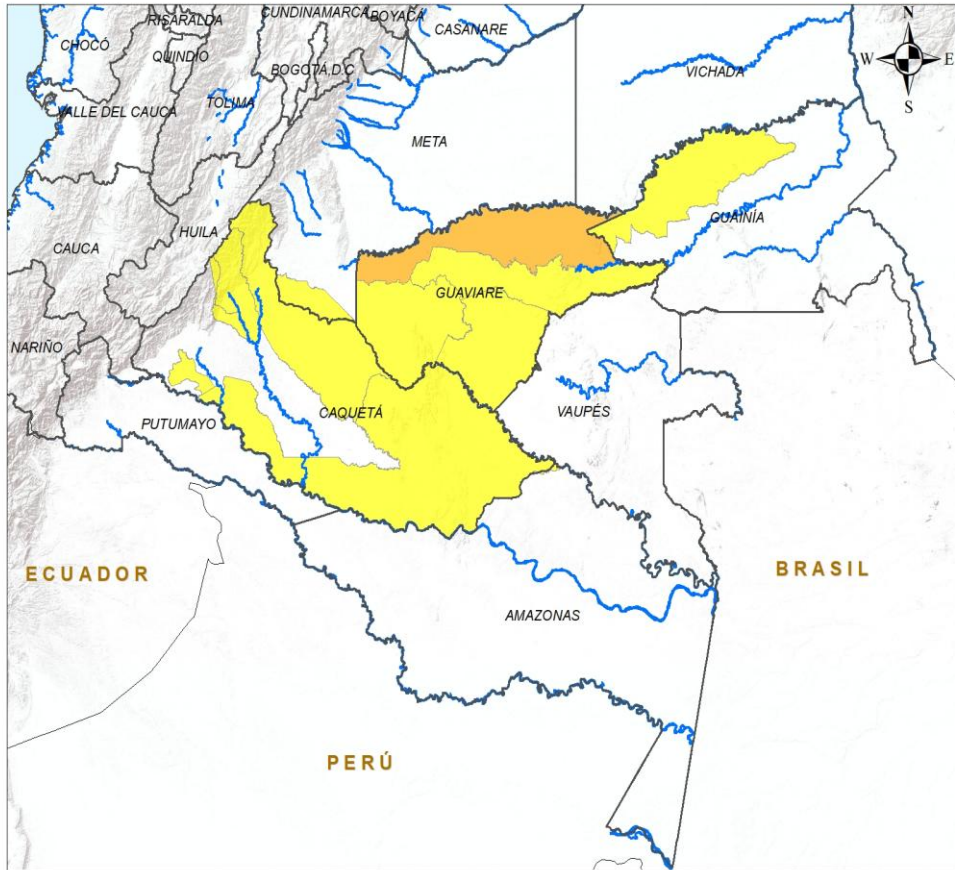 CUNDINAMARCA
BOYACÁ
RISARALDA
CASANARE
N
CHOCÓ
QUINDIO
BOGOTÁ,D.C
W
E
VICHADA
S
TOLIMA
VALLE DEL CAUCA
META
GUAINÍA
HUILA
CAUCA
GUAVIARE
NARIÑO
CAQUETÁ
VAUPÉS
PUTUMAYO
ECUADOR
BRASIL
AMAZONAS
PERÚ